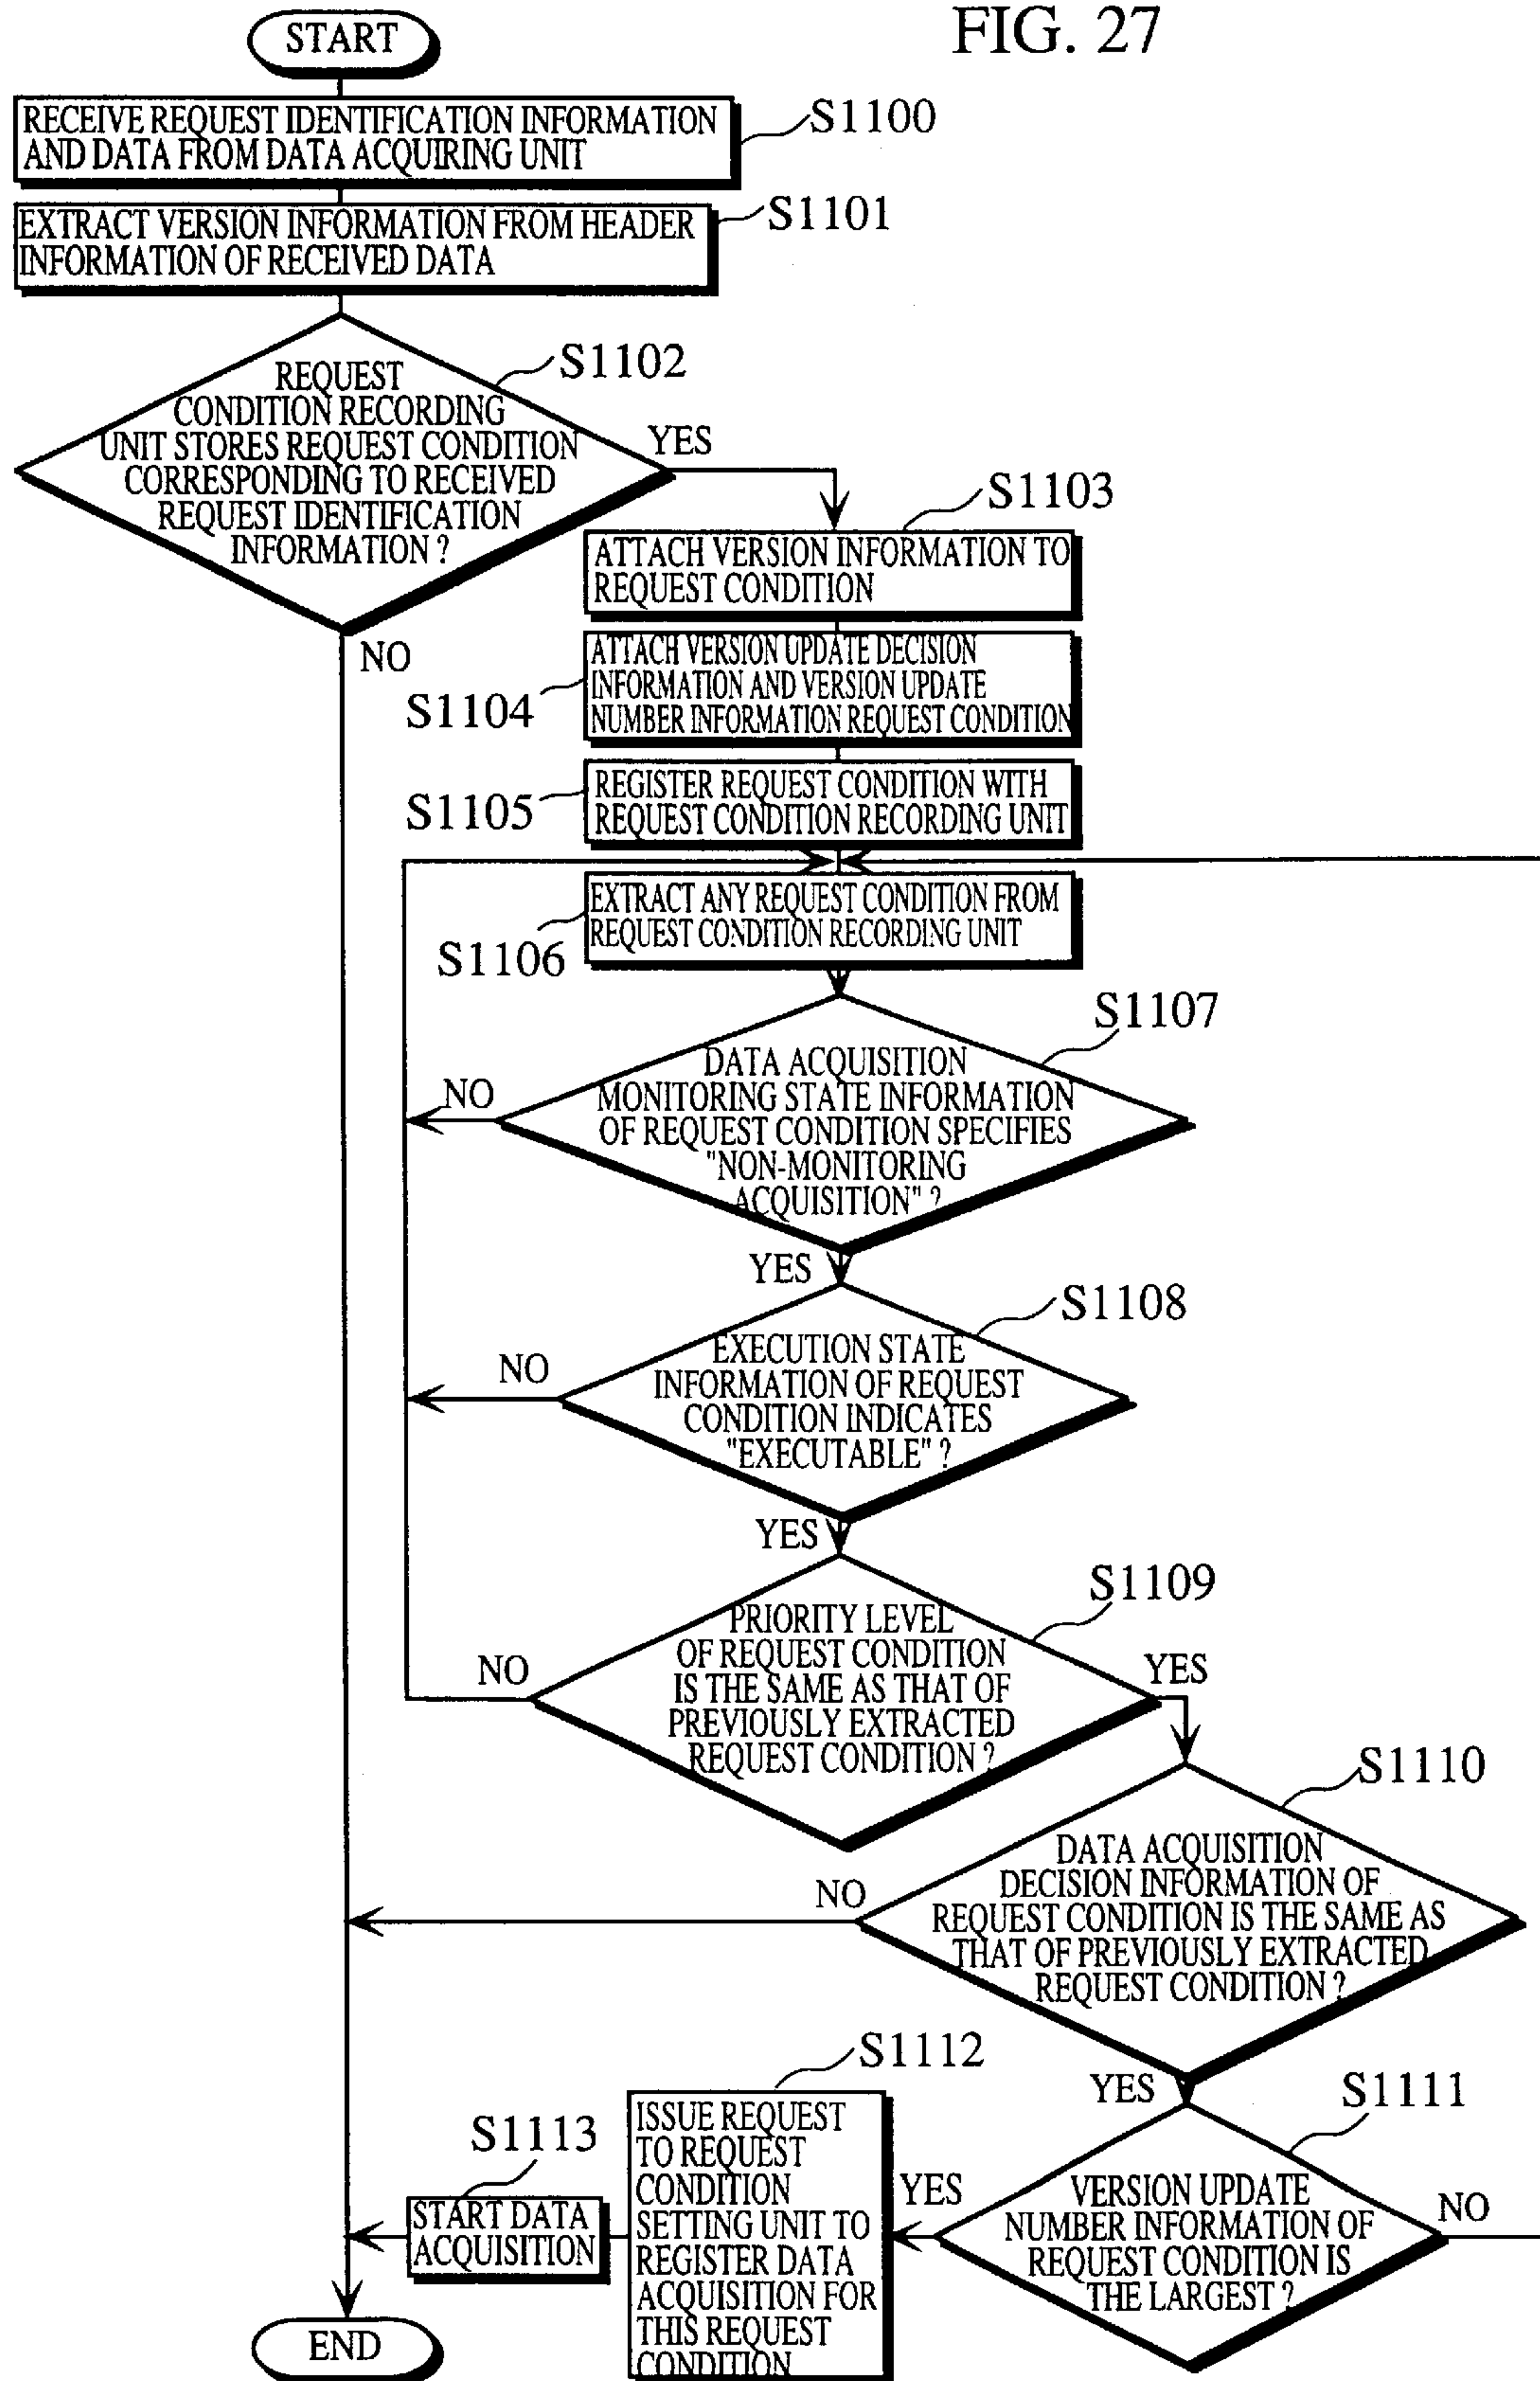 FIG. 27
START
RECEIVE REQUEST IDENTIFICATION INFORMATION
AND DATA FROM DATA ACQUIRING UNIT
S1100
EXTRACT VERSION INFORMATION FROM HEADER
INFORMATION OF RECEIVED DATA
S1101
REQUEST
CONDITION RECORDING
UNIT STORES REQUEST CONDITION
CORRESPONDING TO RECEIVED
REQUEST IDENTIFICATION
INFORMATION ?
S1102
YES
NO
ATTACH VERSION INFORMATION TO
REQUEST CONDITION
S1103
ATTACH VERSION UPDATE DECISION
INFORMATION AND VERSION UPDATE
NUMBER INFORMATION REQUEST CONDITION
S1104
REGISTER REQUEST CONDITION WITH
REQUEST CONDITION RECORDING UNIT
S1105
EXTRACT ANY REQUEST CONDITION FROM
REQUEST CONDITION RECORDING UNIT
S1106
DATA ACQUISITION
MONITORING STATE INFORMATION
OF REQUEST CONDITION SPECIFIES
"NON-MONITORING
ACQUISITION" ?
S1107
NO
YES
EXECUTION STATE
INFORMATION OF REQUEST
CONDITION INDICATES
"EXECUTABLE" ?
S1108
NO
YES
PRIORITY LEVEL
OF REQUEST CONDITION
IS THE SAME AS THAT OF
PREVIOUSLY EXTRACTED
REQUEST CONDITION ?
S1109
NO
YES
DATA ACQUISITION
DECISION INFORMATION OF
REQUEST CONDITION IS THE SAME AS
THAT OF PREVIOUSLY EXTRACTED
REQUEST CONDITION ?
S1110
NO
YES
VERSION UPDATE
NUMBER INFORMATION OF
REQUEST CONDITION IS
THE LARGEST ?
S1111
YES
NO
ISSUE REQUEST
TO REQUEST
CONDITION
SETTING UNIT TO
REGISTER DATA
ACQUISITION FOR
THIS REQUEST
CONDITION
S1112
START DATA
ACQUISITION
S1113
END